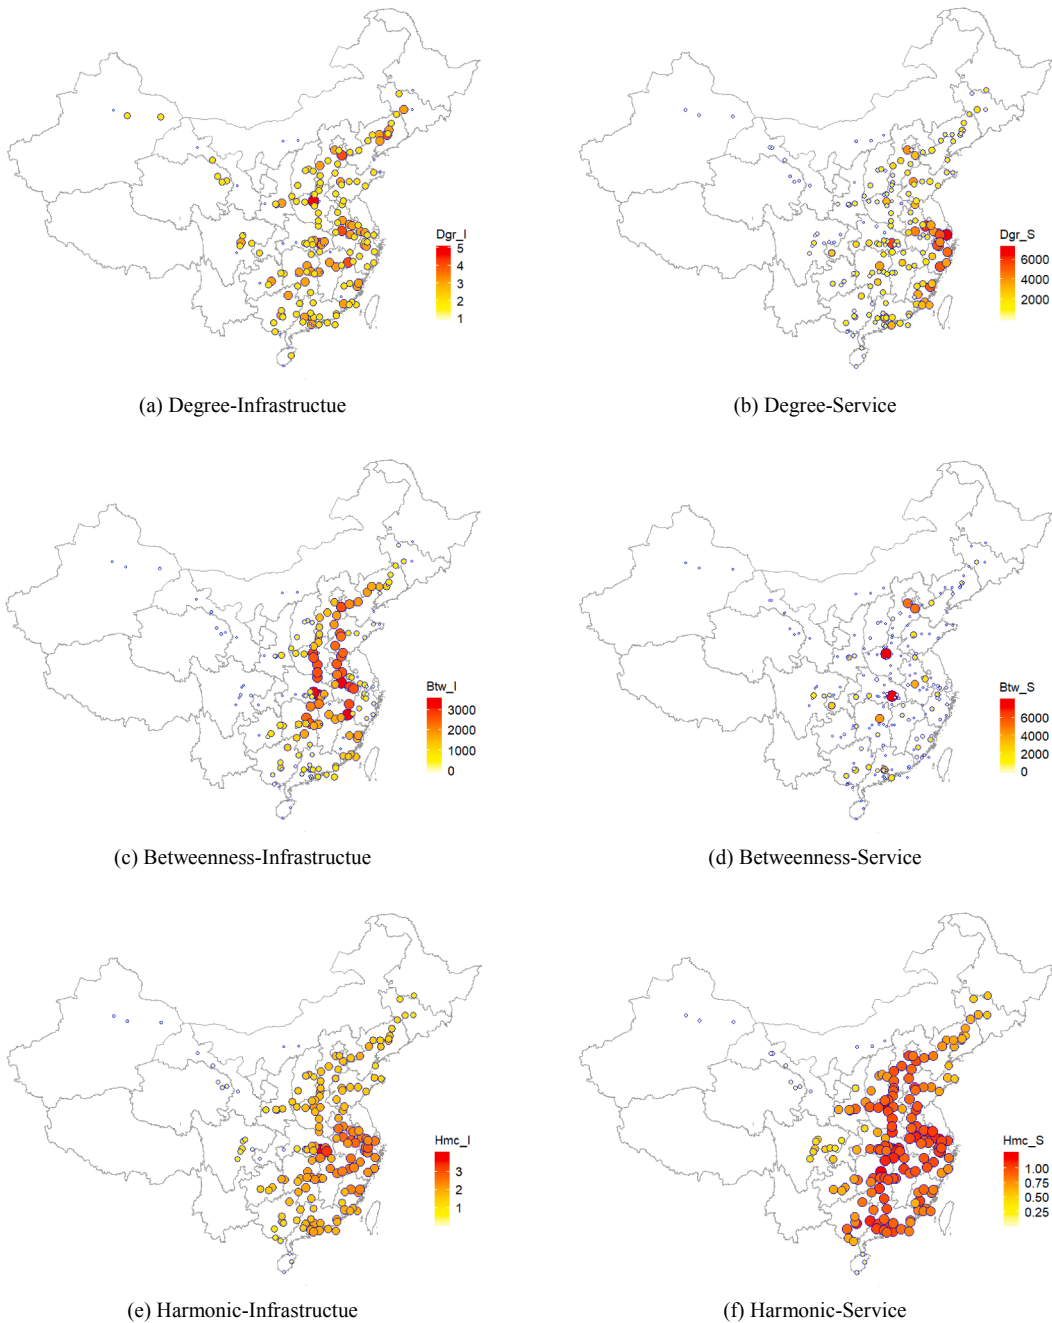 Dgr_I
5
4
3
2
1
Dgr_S
6000
4000
2000
(a) Degree-Infrastructue
(b) Degree-Service
Btw_I
3000
2000
1000
0
Btw_S
8000
6000
4000
2000
0
(c) Betweenness-Infrastructue
(d) Betweenness-Service
Hmc_I
3
2
1
Hmc_S
1.00
0.75
0.50
0.25
(e) Harmonic-Infrastructue
(f) Harmonic-Service